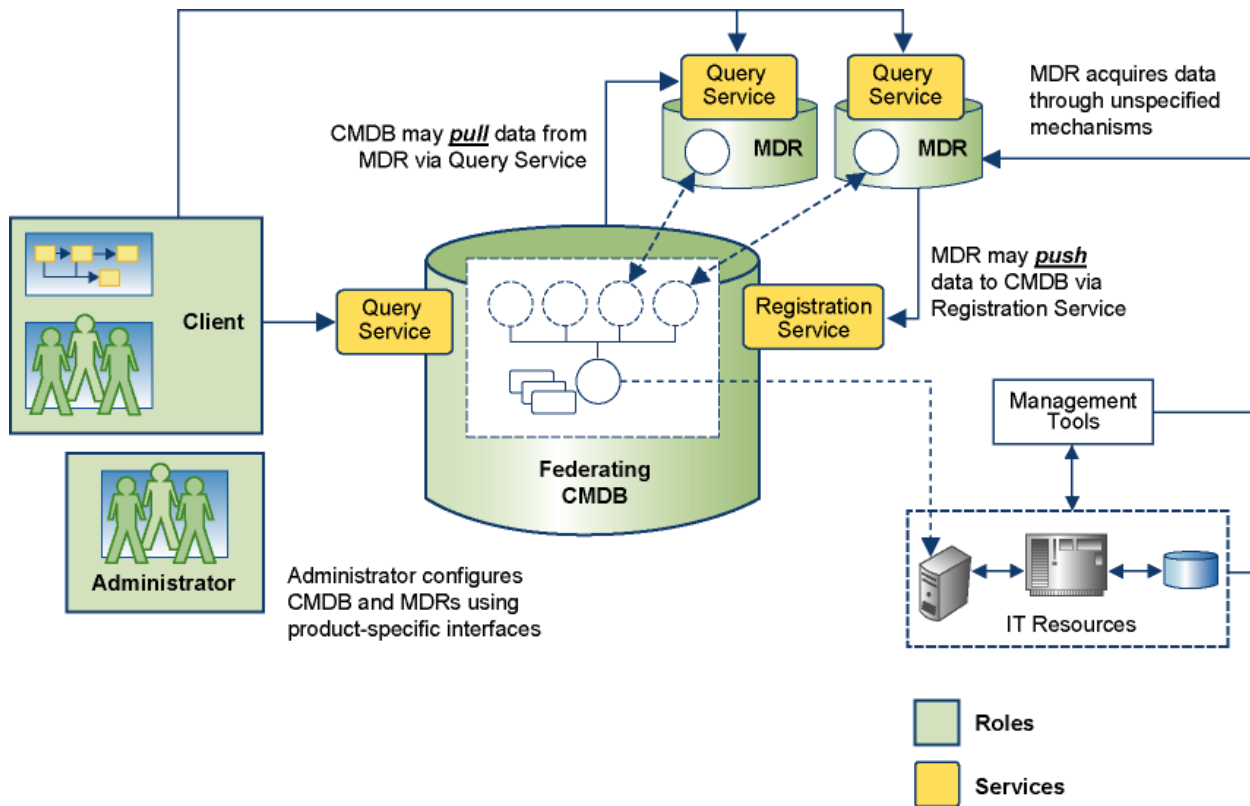 Query
Service
Query
Service
MDR
MDR
MDR acquires data
through unspecified
mechanisms
CMDB may pull data from
MDR via Query Service
Client
Query
Service
Registration
Service
MDR may push
data to CMDB via
Registration Service
Federating
CMDB
Management
Tools
Administrator
Administrator configures
CMDB and MDRs using
product-specific interfaces
IT Resources
Roles
Services